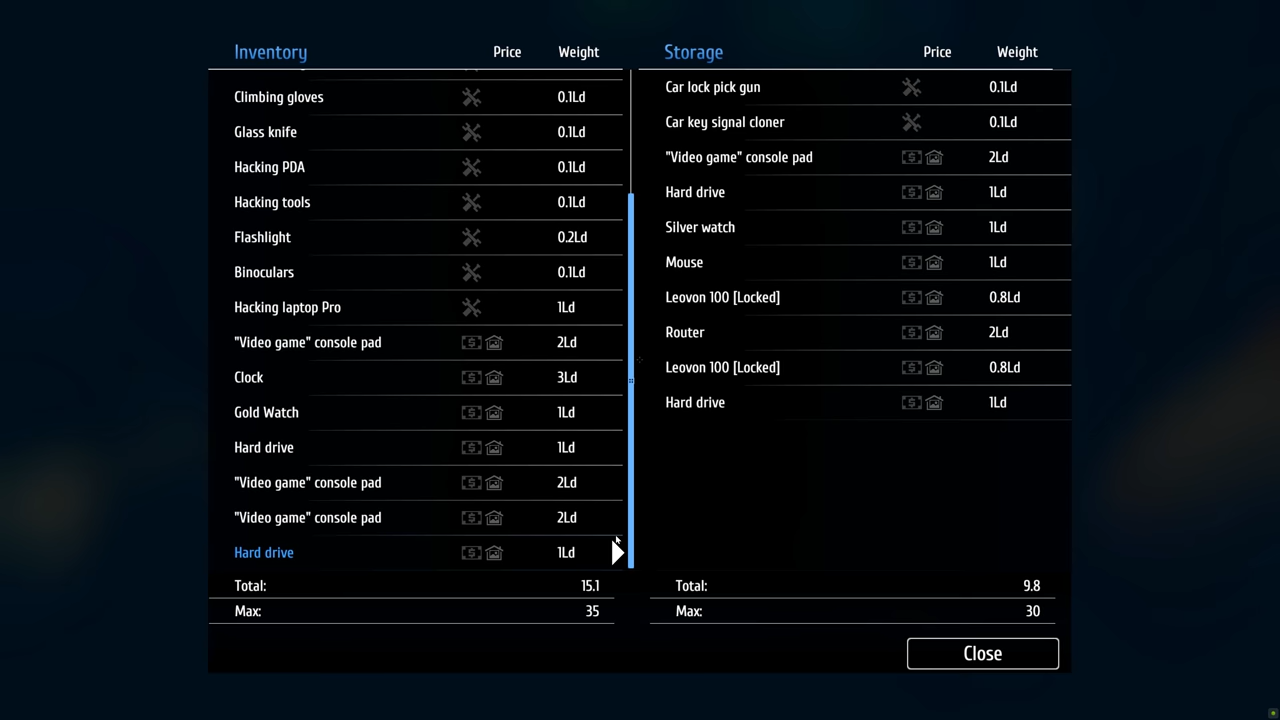 Inventory Price Weight
Climbing gloves 0.1Ld
Glass knife 0.1Ld
Hacking PDA 0.1Ld
Hacking tools 0.1Ld
Flashlight 0.2Ld
Binoculars 0.1Ld
Hacking laptop Pro 1Ld
"Video game" console pad 2Ld
Clock 3Ld
Gold Watch 1Ld
Hard drive 1Ld
"Video game" console pad 2Ld
"Video game" console pad 2Ld
Hard drive 1Ld
Total: 15.1
Max: 35
Storage Price Weight
Car lock pick gun 0.1Ld
Car key signal cloner 0.1Ld
"Video game" console pad 2Ld
Hard drive 1Ld
Silver watch 1Ld
Mouse 1Ld
Leovon 100 [Locked] 0.8Ld
Router 2Ld
Leovon 100 [Locked] 0.8Ld
Hard drive 1Ld
Total: 9.8
Max: 30
Close